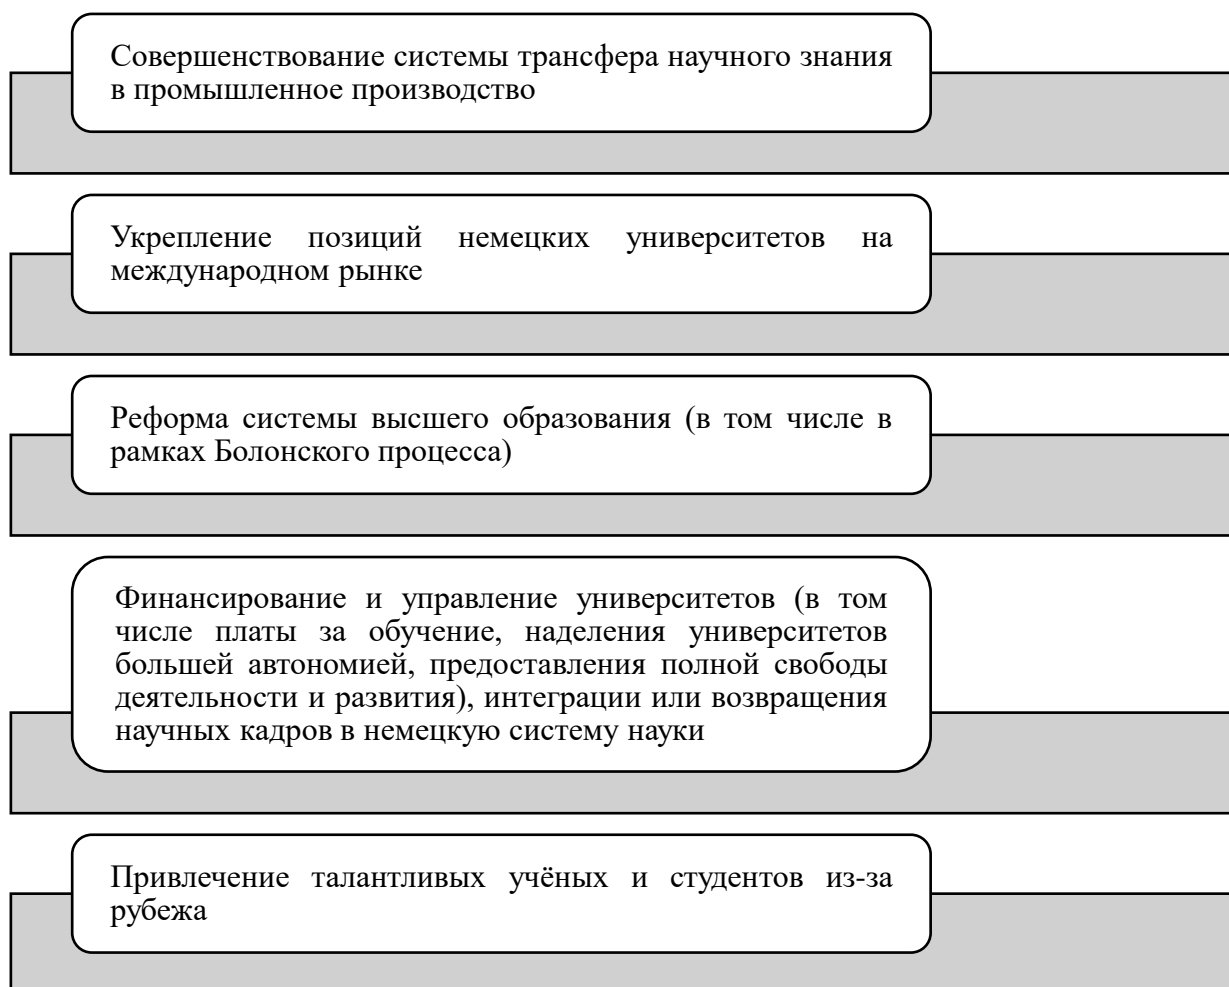 Совершенствование системы трансфера научного знания
в промышленное производство
Укрепление позиций немецких университетов на
международном рынке
Реформа системы высшего образования (в том числе в
рамках Болонского процесса)
Финансирование и управление университетов (в том
числе платы за обучение, наделения университетов
большей автономией, предоставления полной свободы
деятельности и развития), интеграции или возвращения
научных кадров в немецкую систему науки
Привлечение талантливых учёных и студентов из-за
рубежа